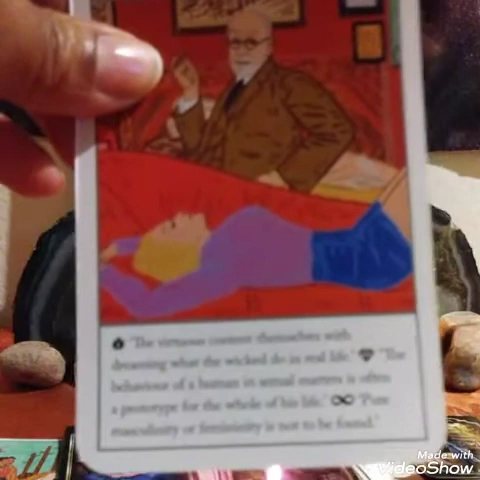 'The virtuous content themselves with
dreaming what the wicked do in real life.' 'The
behaviour of a human in sexual matters is often
a prototype for the whole of his life.' 'Pure
masculinity or femininity is not to be found.'
Made with
VideoShow